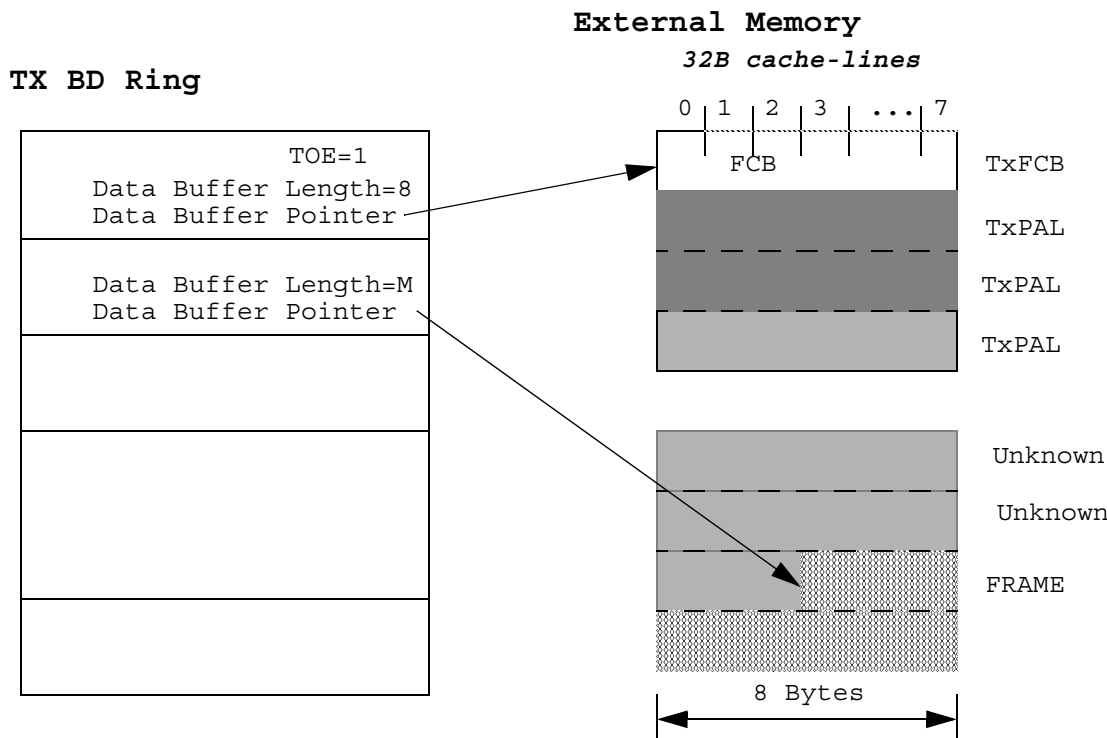 External Memory
32B cache-lines
TX BD Ring
0 1 2 3 ... 7
TOE=1
Data Buffer Length=8
Data Buffer Pointer
FCB
TxFCB
TxPAL
Data Buffer Length=M
Data Buffer Pointer
TxPAL
TxPAL
Unknown
Unknown
FRAME
8 Bytes